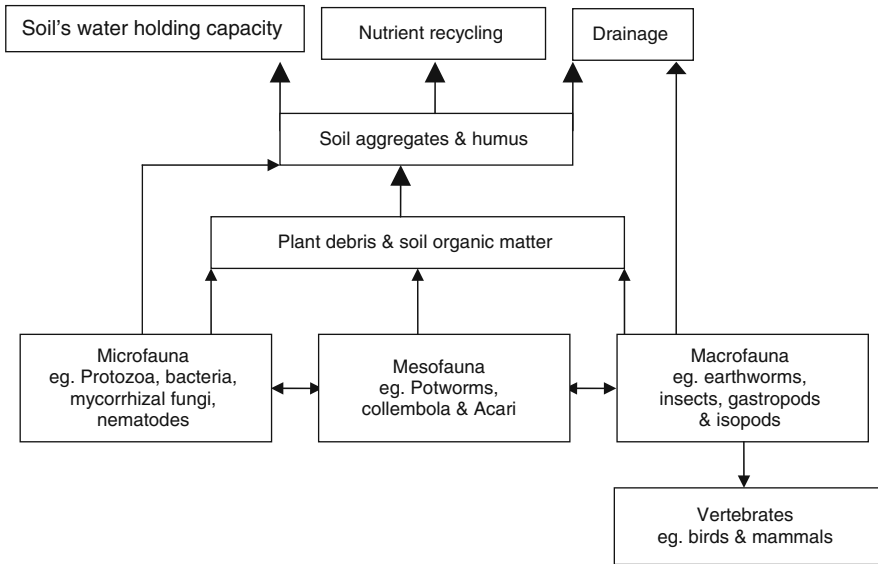 Soil's water holding capacity
Nutrient recycling
Drainage
Soil aggregates & humus
Plant debris & soil organic matter
Microfauna
eg. Protozoa, bacteria,
mycorrhizal fungi,
nematodes
Mesofauna
eg. Potworms,
collembola & Acari
Macrofauna
eg. earthworms,
insects, gastropods
& isopods
Vertebrates
eg. birds & mammals